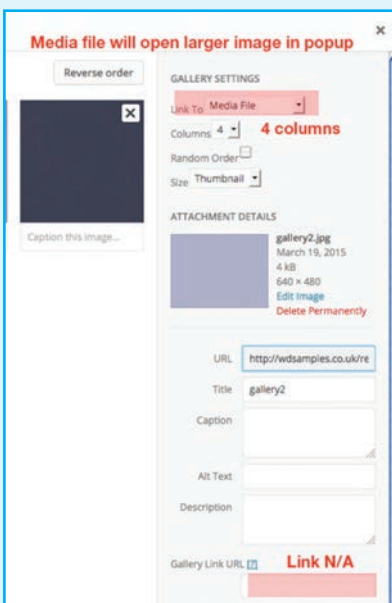 ×
Media file will open larger image in popup
Reverse order
×
Caption this image...
GALLERY SETTINGS
Link To Media File
Columns 4 4 columns
Random Order
Size Thumbnail
ATTACHMENT DETAILS
gallery2.jpg
March 19, 2015
4 kB
640 × 480
Edit Image
Delete Permanently
URL http://wdsamples.co.uk/re
Title gallery2
Caption
Alt Text
Description
Gallery Link URL Link N/A